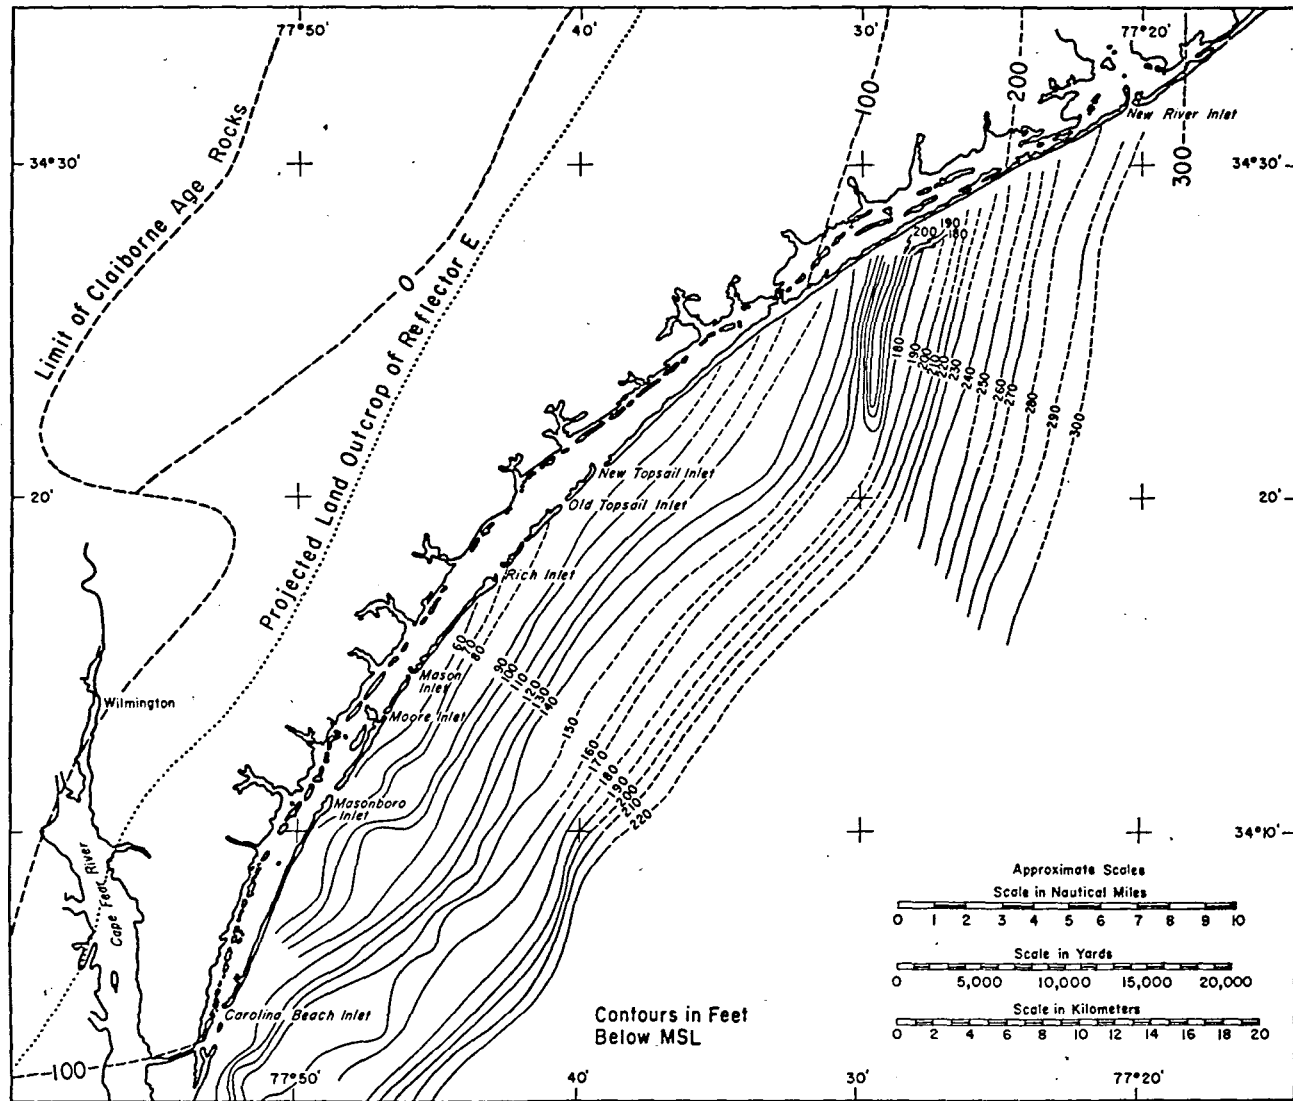 77°50'
40'
30'
77°20'
100
200
300
New River Inlet
34°30'
34°30'
Limit of Claiborne Age Rocks
0
Projected Land Outcrop of Reflector E
190
200
180
180
190
200
210
220
230
240
250
260
270
280
290
300
20'
20'
New Topsail Inlet
Old Topsail Inlet
Rich Inlet
60
70
80
90
100
110
120
130
140
150
160
170
180
190
200
210
220
Mason
Inlet
Moore Inlet
Wilmington
Masonboro
Inlet
34°10'
Cape Fear River
Carolina Beach Inlet
100
Approximate Scales
Scale in Nautical Miles
0 1 2 3 4 5 6 7 8 9 10
Scale in Yards
0 5,000 10,000 15,000 20,000
Scale in Kilometers
0 2 4 6 8 10 12 14 16 18 20
Contours in Feet
Below MSL
77°50'
40'
30'
77°20'